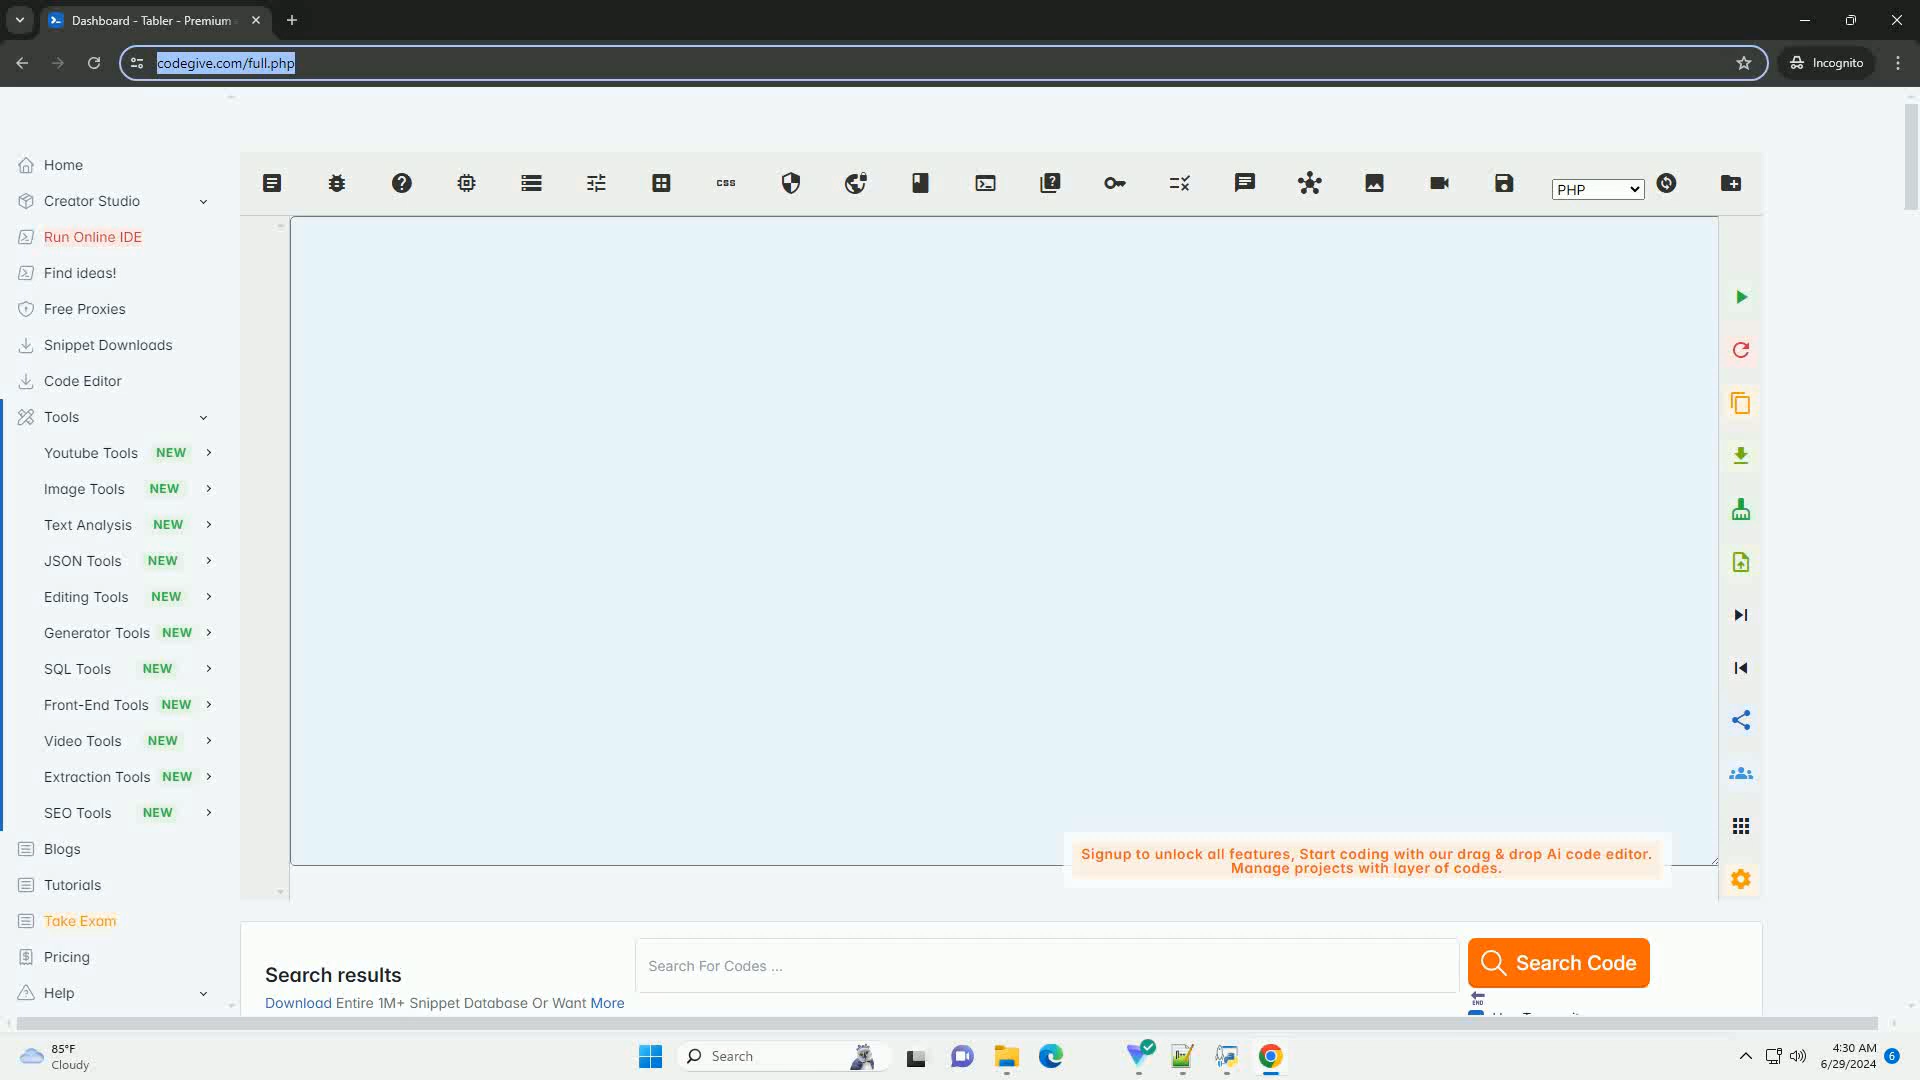 Dashboard - Tabler - Premium
codegive.com/full.php
Incognito
Home
Creator Studio
Run Online IDE
Find ideas!
Free Proxies
Snippet Downloads
Code Editor
Tools
Youtube Tools NEW
Image Tools NEW
Text Analysis NEW
JSON Tools NEW
Editing Tools NEW
Generator Tools NEW
SQL Tools NEW
Front-End Tools NEW
Video Tools NEW
Extraction Tools NEW
SEO Tools NEW
Blogs
Tutorials
Take Exam
Pricing
Help
css
PHP
Signup to unlock all features, Start coding with our drag & drop Ai code editor.
Manage projects with layer of codes.
Search results
Download Entire 1M+ Snippet Database Or Want More
Search For Codes ...
Search Code
END
85°F
Cloudy
Search
4:30 AM
6/29/2024
6